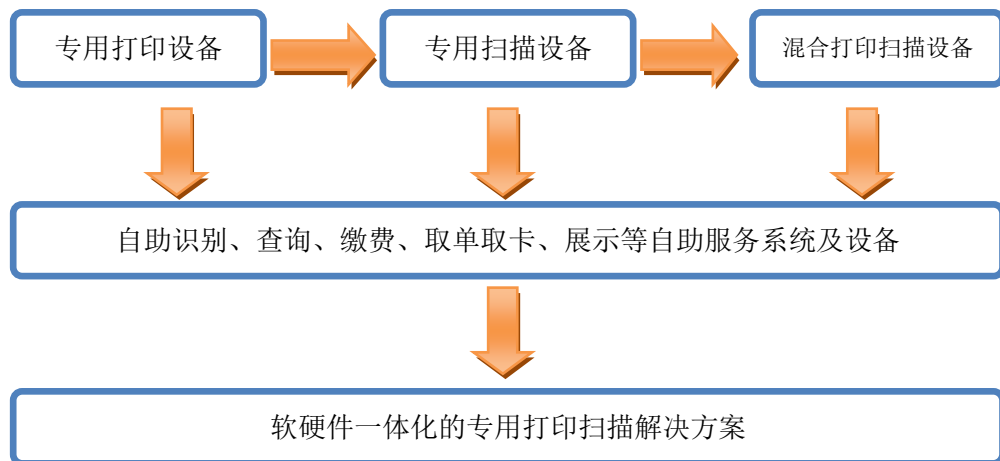 专用打印设备
专用扫描设备
混合打印扫描设备
自助识别、查询、缴费、取单取卡、展示等自助服务系统及设备
软硬件一体化的专用打印扫描解决方案